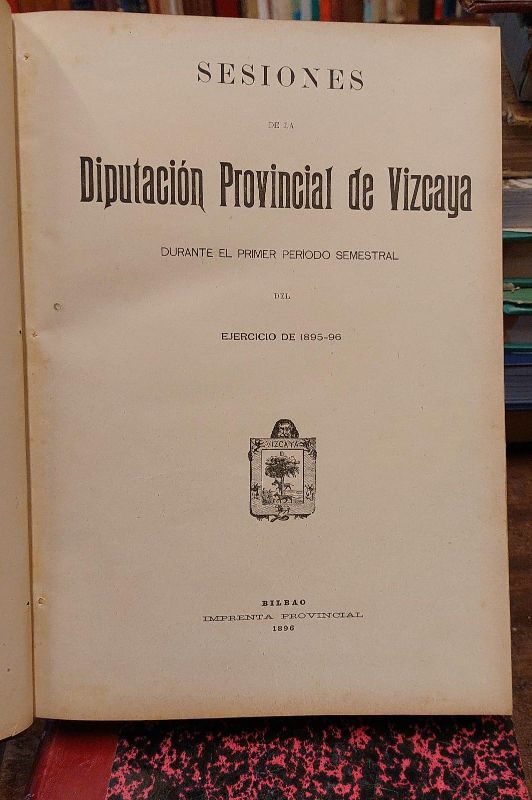 SESIONES
DE LA
Diputación Provincial de Vizcaya
DURANTE EL PRIMER PERÍODO SEMESTRAL
DEL
EJERCICIO DE 1895-96
VIZCAYA
BILBAO
IMPRENTA PROVINCIAL
1896